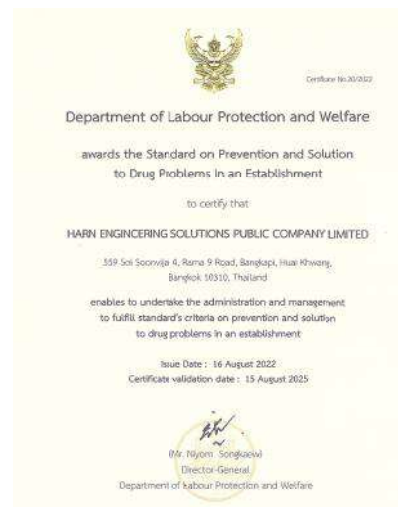 Certificate No.20/2022
Department of Labour Protection and Welfare
awards the Standard on Prevention and Solution
to Drug Problems in an Establishment
to certify that
HARN ENGINEERING SOLUTIONS PUBLIC COMPANY LIMITED
559 Soi Soonvijai 4, Rama 9 Road, Bangkapi, Huai Khwang,
Bangkok 10310, Thailand
enables to undertake the administration and management
to fulfill standard's criteria on prevention and solution
to drug problems in an establishment
Issue Date : 16 August 2022
Certificate validation date : 15 August 2025
(Mr. Niyom Songkaew)
Director-General
Department of Labour Protection and Welfare